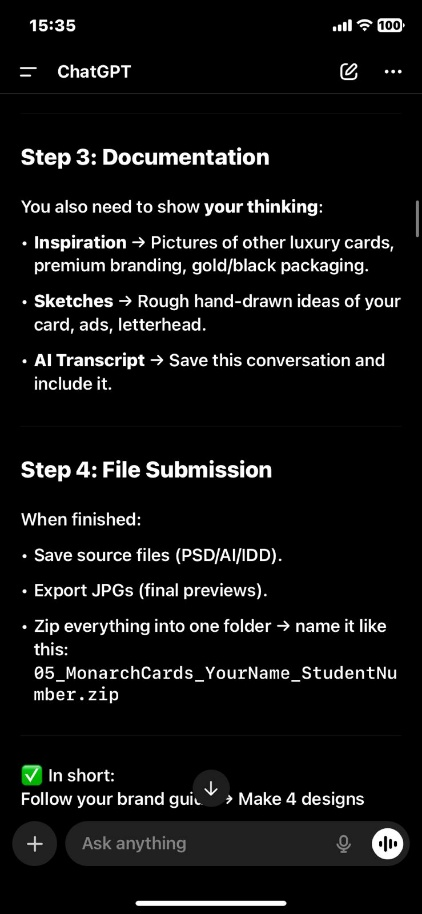 15:35
100
ChatGPT
Step 3: Documentation
You also need to show your thinking:
• Inspiration → Pictures of other luxury cards,
premium branding, gold/black packaging.
• Sketches → Rough hand-drawn ideas of your
card, ads, letterhead.
• AI Transcript → Save this conversation and
include it.
Step 4: File Submission
When finished:
• Save source files (PSD/AI/IDD).
• Export JPGs (final previews).
• Zip everything into one folder → name it like
this:
05_MonarchCards_YourName_StudentNu
mber.zip
✅ In short:
Follow your brand → Make 4 designs
Ask anything